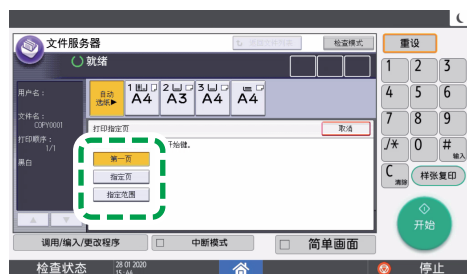 文件服务器
检查模式
就绪
用户名：
文件名：
COPY0001
打印顺序：
1/1
黑白
自动
选纸▶
1
A4
2
A3
3
A4
A4
打印指定页
取消
开始键。
第一页
指定页
指定范围
调用/编入/更改程序
中断模式
简单画面
检查状态
28 01 2020
15:46
停止
重设
1 2 3
4 5 6
7 8 9
./* 0 #
输入
C
清除
样张复印
开始